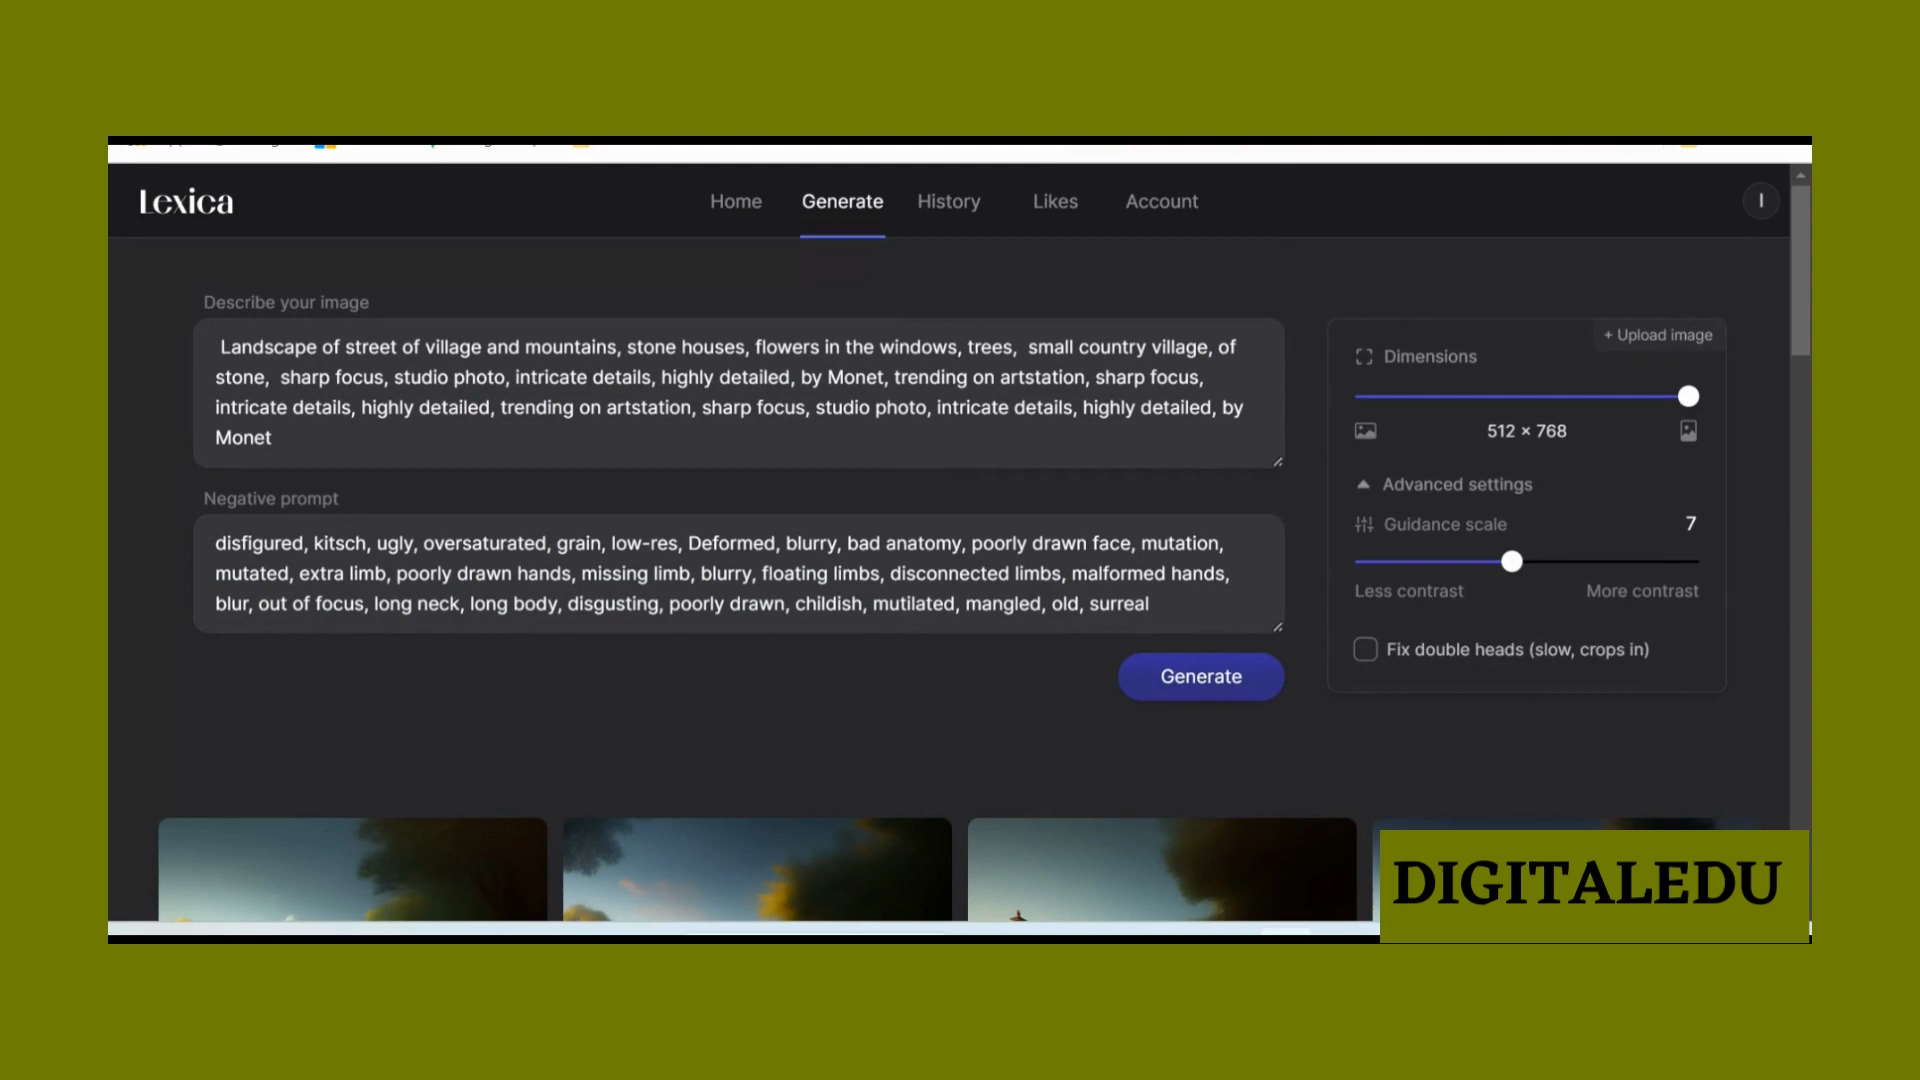 Lexica
Home Generate History Likes Account I
Describe your image
Landscape of street of village and mountains, stone houses, flowers in the windows, trees, small country village, of
stone, sharp focus, studio photo, intricate details, highly detailed, by Monet, trending on artstation, sharp focus,
intricate details, highly detailed, trending on artstation, sharp focus, studio photo, intricate details, highly detailed, by
Monet
Negative prompt
disfigured, kitsch, ugly, oversaturated, grain, low-res, Deformed, blurry, bad anatomy, poorly drawn face, mutation,
mutated, extra limb, poorly drawn hands, missing limb, blurry, floating limbs, disconnected limbs, malformed hands,
blur, out of focus, long neck, long body, disgusting, poorly drawn, childish, mutilated, mangled, old, surreal
Generate
+ Upload image
Dimensions
512 × 768
Advanced settings
Guidance scale 7
Less contrast More contrast
Fix double heads (slow, crops in)
DIGITALEDU